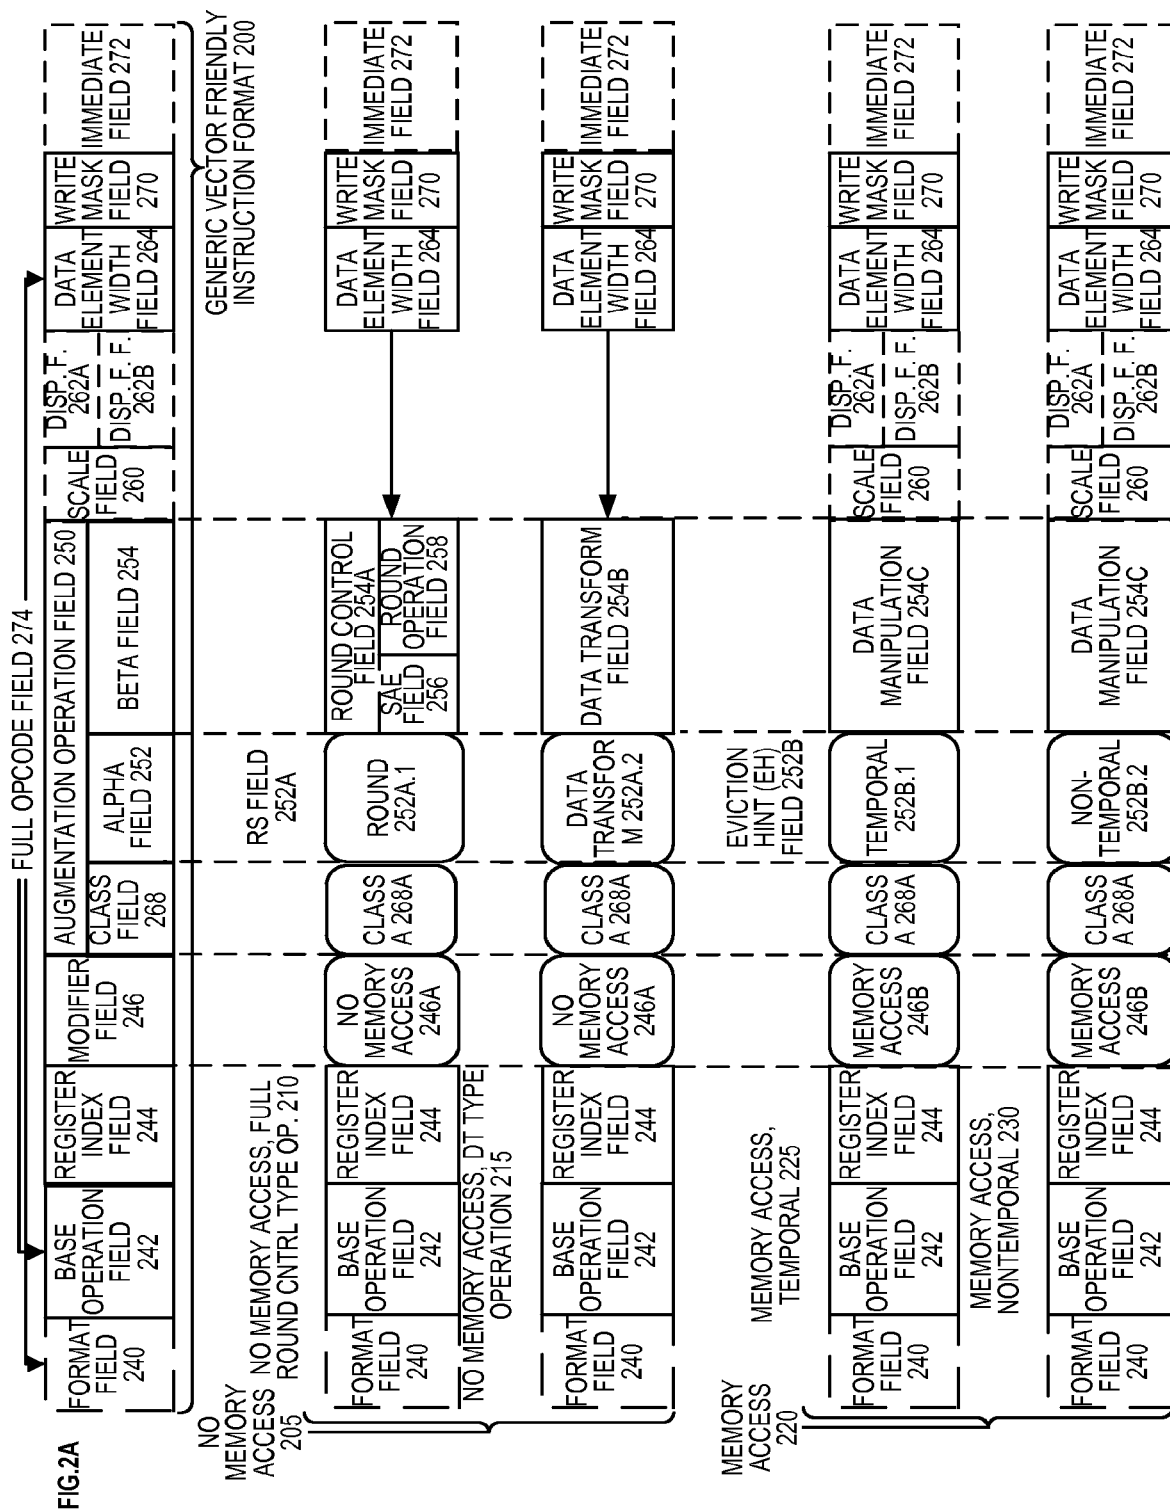 FIG.2A
FULL OPCODE FIELD 274
FORMAT
FIELD
240
BASE
OPERATION
FIELD
242
REGISTER
INDEX
FIELD
244
MODIFIER
FIELD
246
AUGMENTATION OPERATION FIELD 250
CLASS
FIELD
268
ALPHA
FIELD 252
BETA FIELD 254
SCALE
FIELD
260
DISP. F.
262A
DISP. F. F.
262B
DATA
ELEMENT
WIDTH
FIELD 264
WRITE
MASK
FIELD
270
IMMEDIATE
FIELD 272
GENERIC VECTOR FRIENDLY
INSTRUCTION FORMAT 200
NO
MEMORY
ACCESS
205
NO MEMORY ACCESS, FULL
ROUND CNTRL TYPE OP. 210
RS FIELD
252A
FORMAT
FIELD
240
BASE
OPERATION
FIELD
242
REGISTER
INDEX
FIELD
244
NO
MEMORY
ACCESS
246A
CLASS
A 268A
ROUND
252A.1
ROUND CONTROL
FIELD 254A
SAE
FIELD
256
ROUND
OPERATION
FIELD 258
DATA
ELEMENT
WIDTH
FIELD 264
WRITE
MASK
FIELD
270
IMMEDIATE
FIELD 272
NO MEMORY ACCESS, DT TYPE
OPERATION 215
FORMAT
FIELD
240
BASE
OPERATION
FIELD
242
REGISTER
INDEX
FIELD
244
NO
MEMORY
ACCESS
246A
CLASS
A 268A
DATA
TRANSFOR
M 252A.2
DATA TRANSFORM
FIELD 254B
DATA
ELEMENT
WIDTH
FIELD 264
WRITE
MASK
FIELD
270
IMMEDIATE
FIELD 272
MEMORY
ACCESS
220
MEMORY ACCESS,
TEMPORAL 225
EVICTION
HINT (EH)
FIELD 252B
FORMAT
FIELD
240
BASE
OPERATION
FIELD
242
REGISTER
INDEX
FIELD
244
MEMORY
ACCESS
246B
CLASS
A 268A
TEMPORAL
252B.1
DATA
MANIPULATION
FIELD 254C
SCALE
FIELD
260
DISP. F.
262A
DISP. F. F.
262B
DATA
ELEMENT
WIDTH
FIELD 264
WRITE
MASK
FIELD
270
IMMEDIATE
FIELD 272
MEMORY ACCESS,
NONTEMPORAL 230
FORMAT
FIELD
240
BASE
OPERATION
FIELD
242
REGISTER
INDEX
FIELD
244
MEMORY
ACCESS
246B
CLASS
A 268A
NON-
TEMPORAL
252B.2
DATA
MANIPULATION
FIELD 254C
SCALE
FIELD
260
DISP. F.
262A
DISP. F. F.
262B
DATA
ELEMENT
WIDTH
FIELD 264
WRITE
MASK
FIELD
270
IMMEDIATE
FIELD 272